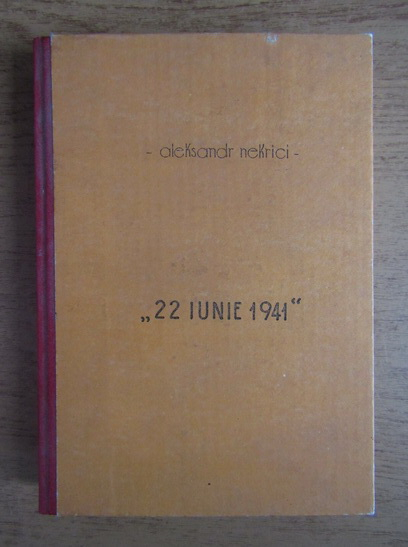 - aleksandr nekrici -
„22 IUNIE 1941“